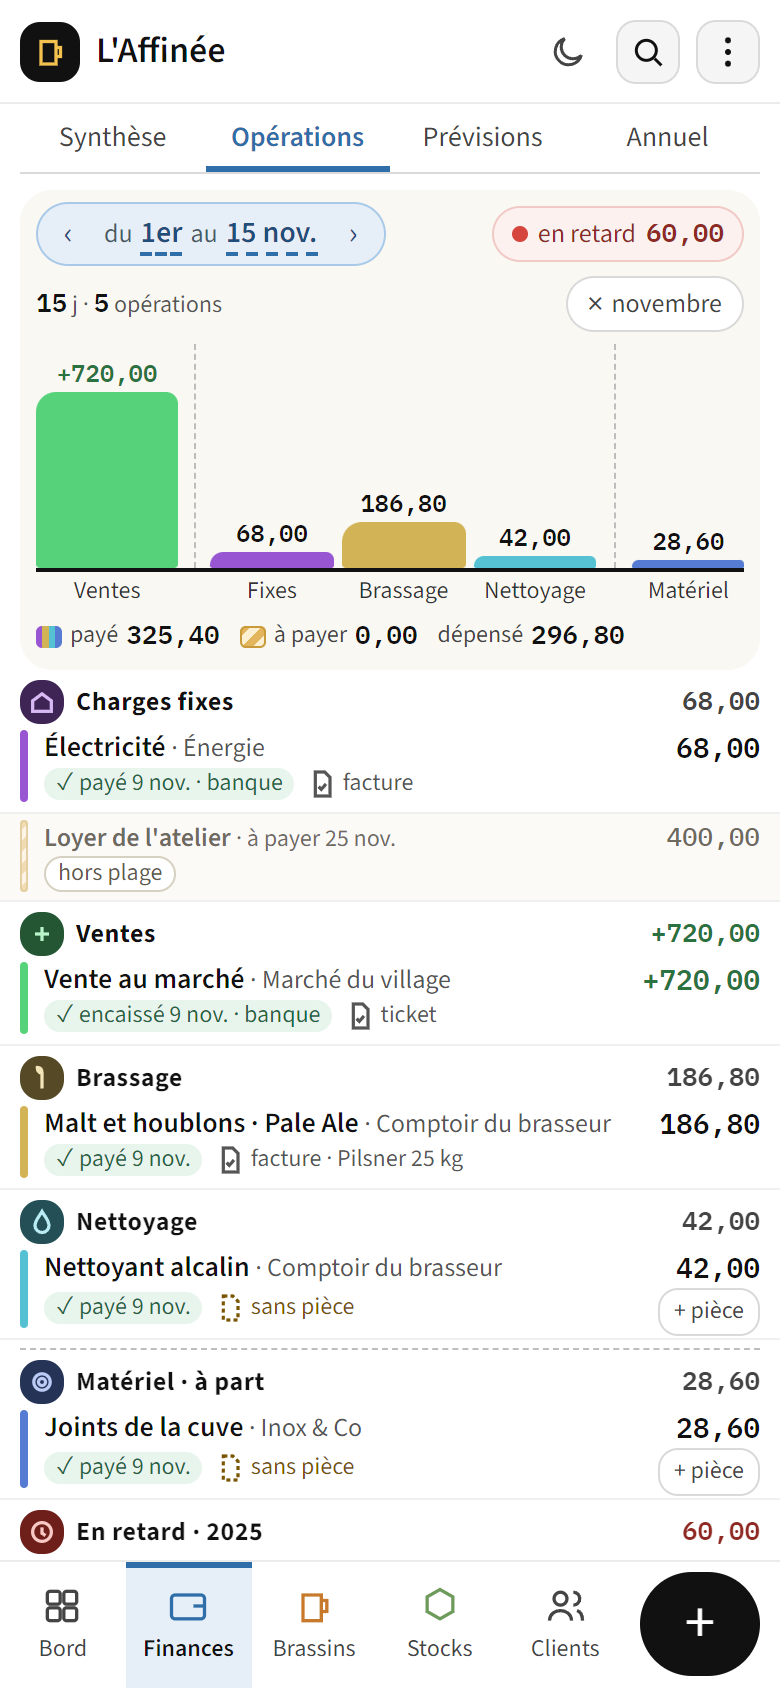 L'Affinée
Synthèse Opérations Prévisions Annuel
‹ du 1er au 15 nov. › en retard 60,00
15 j · 5 opérations × novembre
+720,00
186,80
68,00 42,00 28,60
Ventes Fixes Brassage Nettoyage Matériel
payé 325,40 à payer 0,00 dépensé 296,80
Charges fixes 68,00
Électricité · Énergie 68,00
✓ payé 9 nov. · banque facture
Loyer de l'atelier · à payer 25 nov. 400,00
hors plage
Ventes +720,00
Vente au marché · Marché du village +720,00
✓ encaissé 9 nov. · banque ticket
Brassage 186,80
Malt et houblons · Pale Ale · Comptoir du brasseur 186,80
✓ payé 9 nov. facture · Pilsner 25 kg
Nettoyage 42,00
Nettoyant alcalin · Comptoir du brasseur 42,00
✓ payé 9 nov. sans pièce + pièce
Matériel · à part 28,60
Joints de la cuve · Inox & Co 28,60
✓ payé 9 nov. sans pièce + pièce
En retard · 2025 60,00
Bord Finances Brassins Stocks Clients +